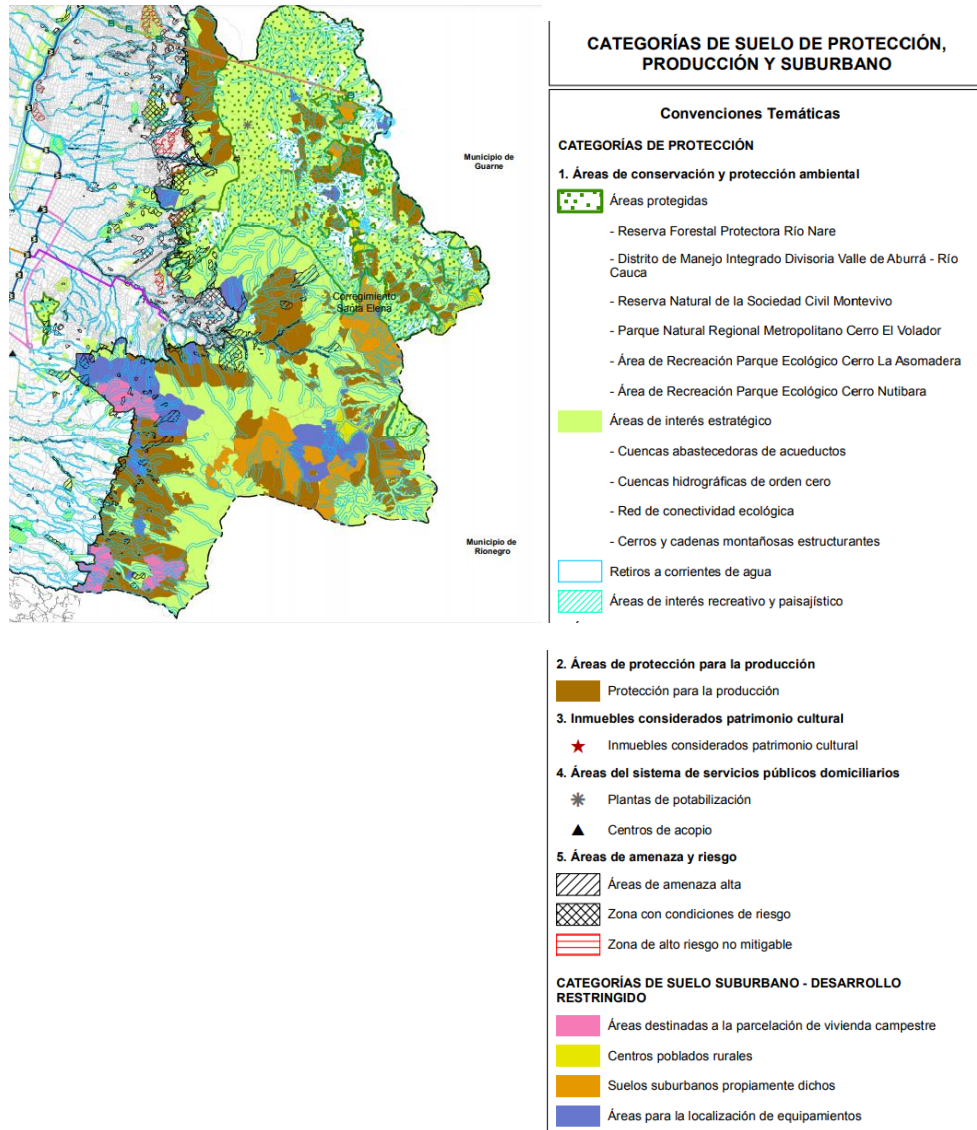 CATEGORÍAS DE SUELO DE PROTECCIÓN,
PRODUCCIÓN Y SUBURBANO
Convenciones Temáticas
CATEGORÍAS DE PROTECCIÓN
1. Áreas de conservación y protección ambiental
Áreas protegidas
- Reserva Forestal Protectora Río Nare
- Distrito de Manejo Integrado Divisoria Valle de Aburrá - Río
Cauca
- Reserva Natural de la Sociedad Civil Montevivo
- Parque Natural Regional Metropolitano Cerro El Volador
- Área de Recreación Parque Ecológico Cerro La Asomadera
- Área de Recreación Parque Ecológico Cerro Nutibara
Áreas de interés estratégico
- Cuencas abastecedoras de acueductos
- Cuencas hidrográficas de orden cero
- Red de conectividad ecológica
- Cerros y cadenas montañosas estructurantes
Retiros a corrientes de agua
Áreas de interés recreativo y paisajístico
Municipio de
Guarne
Corregimiento
Santa Elena
Municipio de
Rionegro
2. Áreas de protección para la producción
Protección para la producción
3. Inmuebles considerados patrimonio cultural
Inmuebles considerados patrimonio cultural
4. Áreas del sistema de servicios públicos domiciliarios
Plantas de potabilización
Centros de acopio
5. Áreas de amenaza y riesgo
Áreas de amenaza alta
Zona con condiciones de riesgo
Zona de alto riesgo no mitigable
CATEGORÍAS DE SUELO SUBURBANO - DESARROLLO
RESTRINGIDO
Áreas destinadas a la parcelación de vivienda campestre
Centros poblados rurales
Suelos suburbanos propiamente dichos
Áreas para la localización de equipamientos